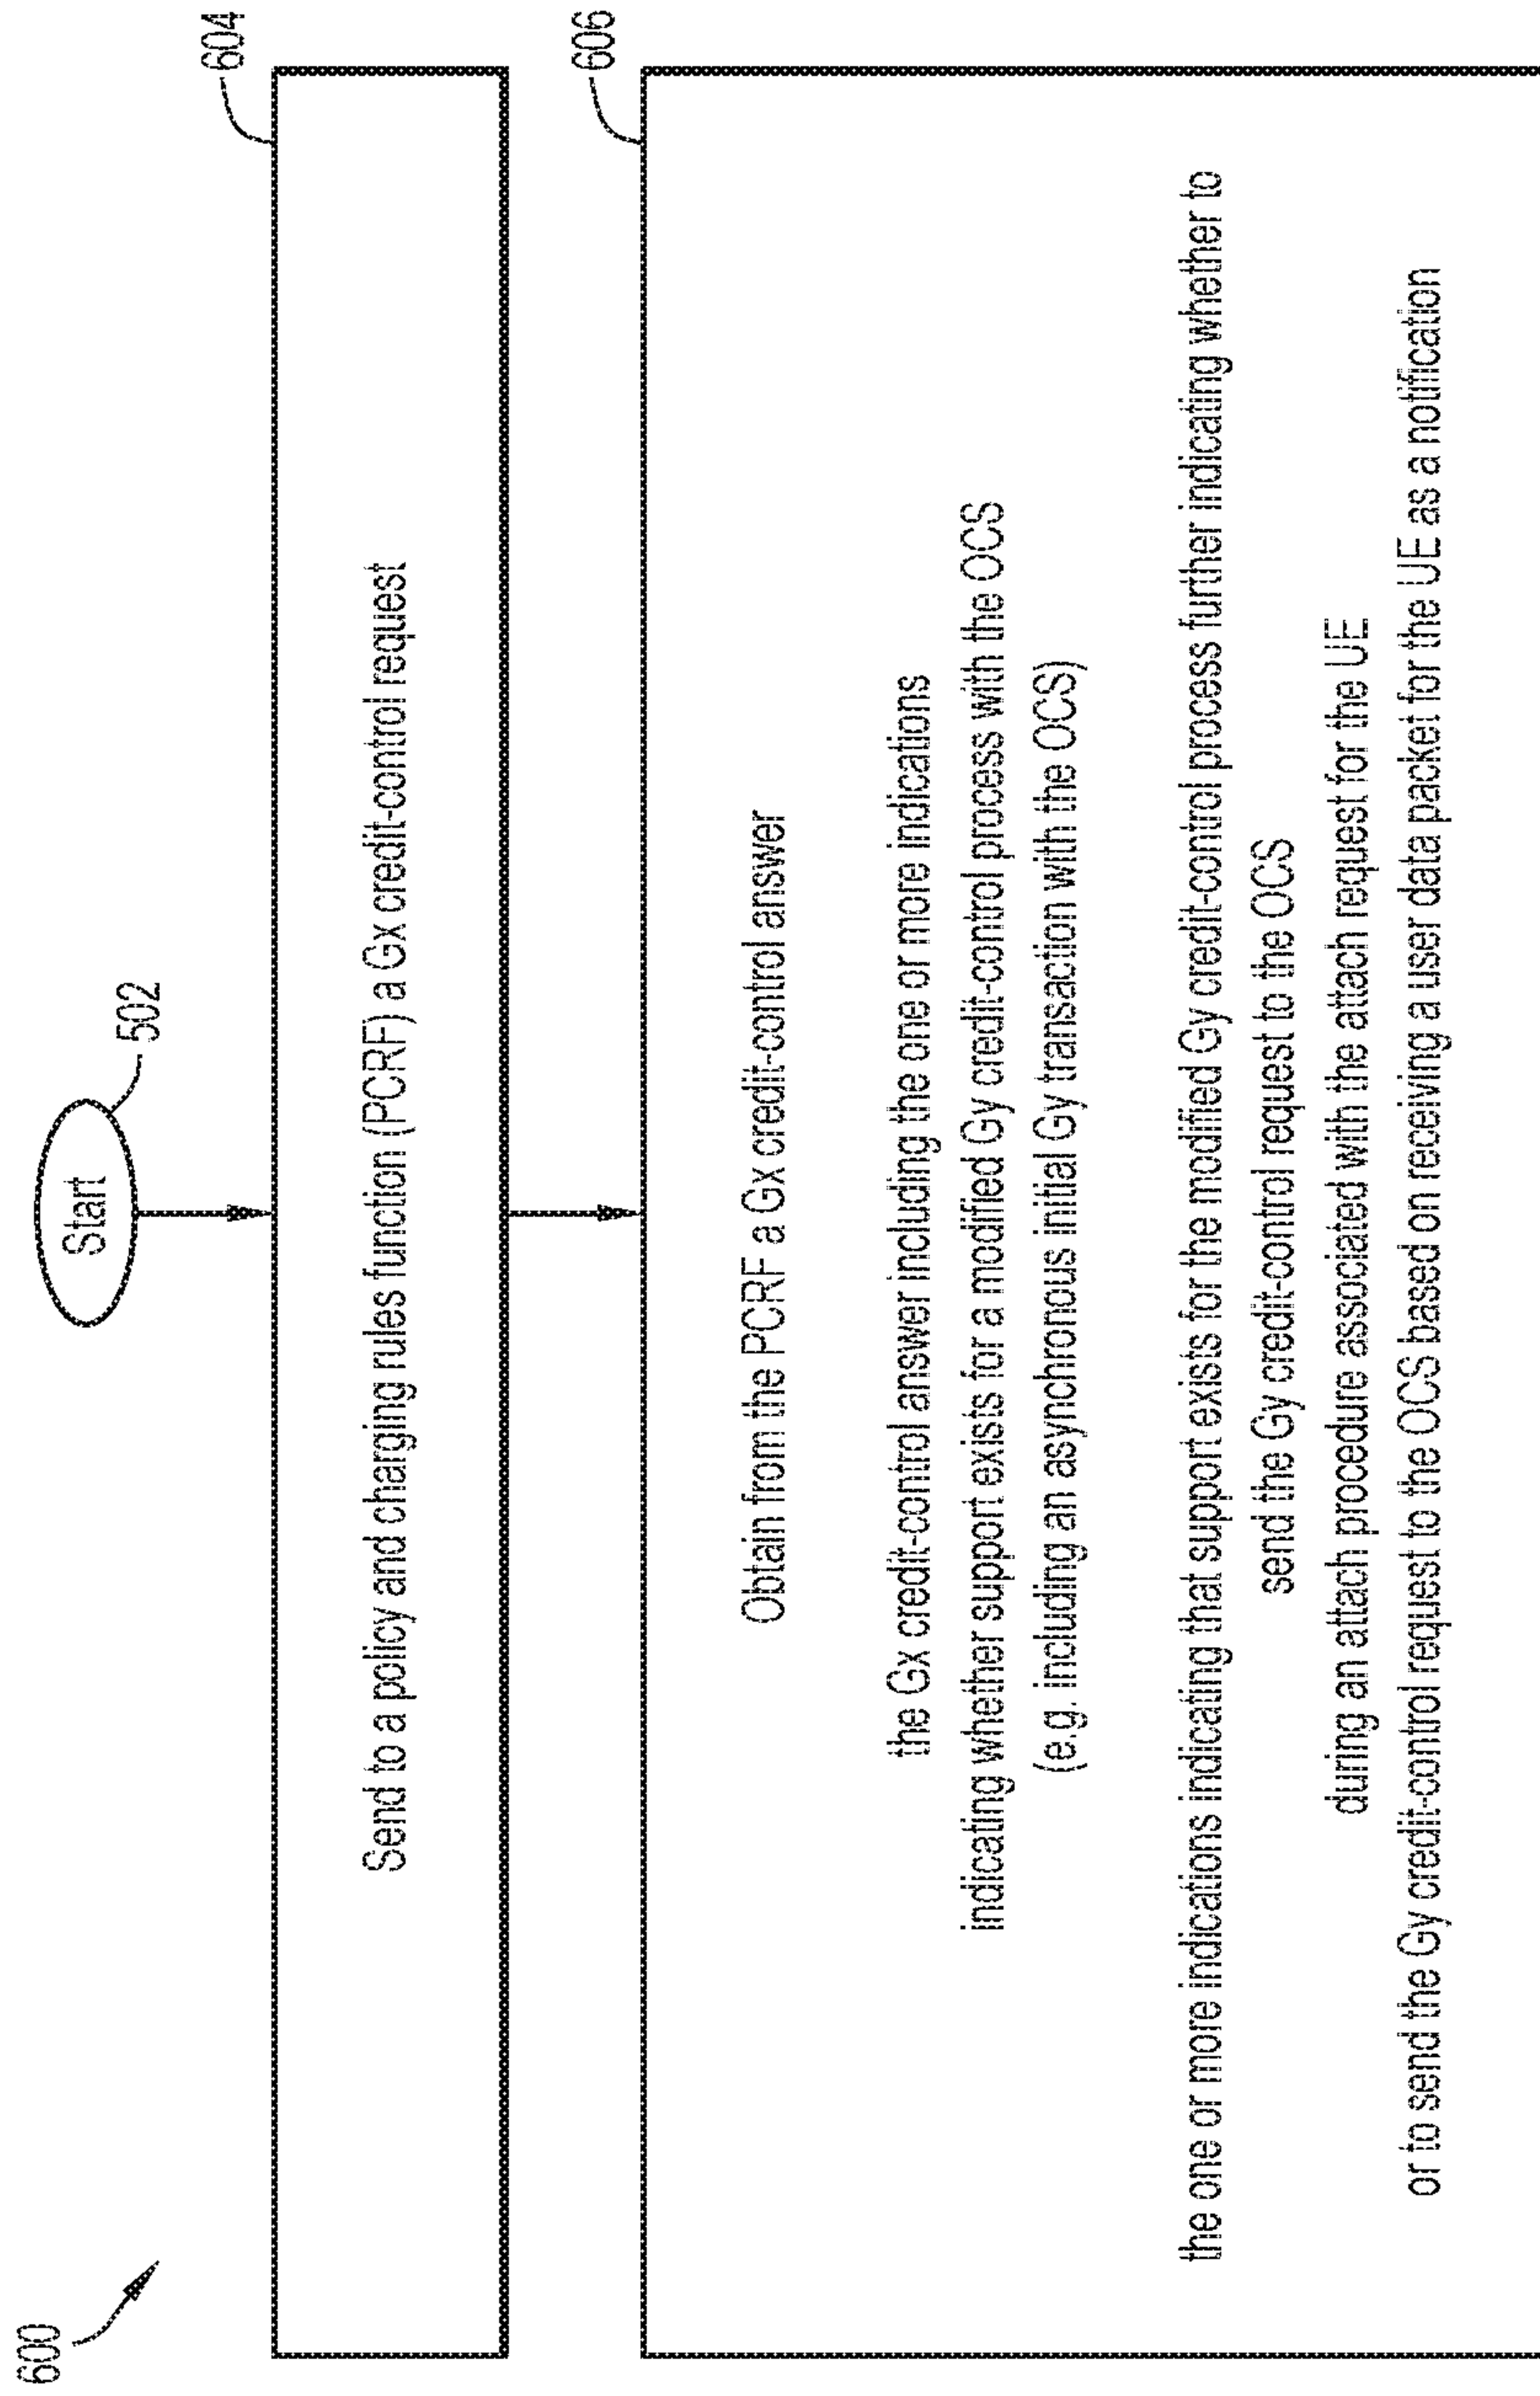 600
Start
502
604
Send to a policy and charging rules function (PCRF) a Gx credit-control request
606
Obtain from the PCRF a Gx credit-control answer
the Gx credit-control answer including the one or more indications
indicating whether support exists for a modified Gy credit-control process with the OCS
(e.g. including an asynchronous initial Gy transaction with the OCS)
the one or more indications indicating that support exists for the modified Gy credit-control process further indicating whether to
send the Gy credit-control request to the OCS
during an attach procedure associated with the attach request for the UE
or to send the Gy credit-control request to the OCS based on receiving a user data packet for the UE as a notification